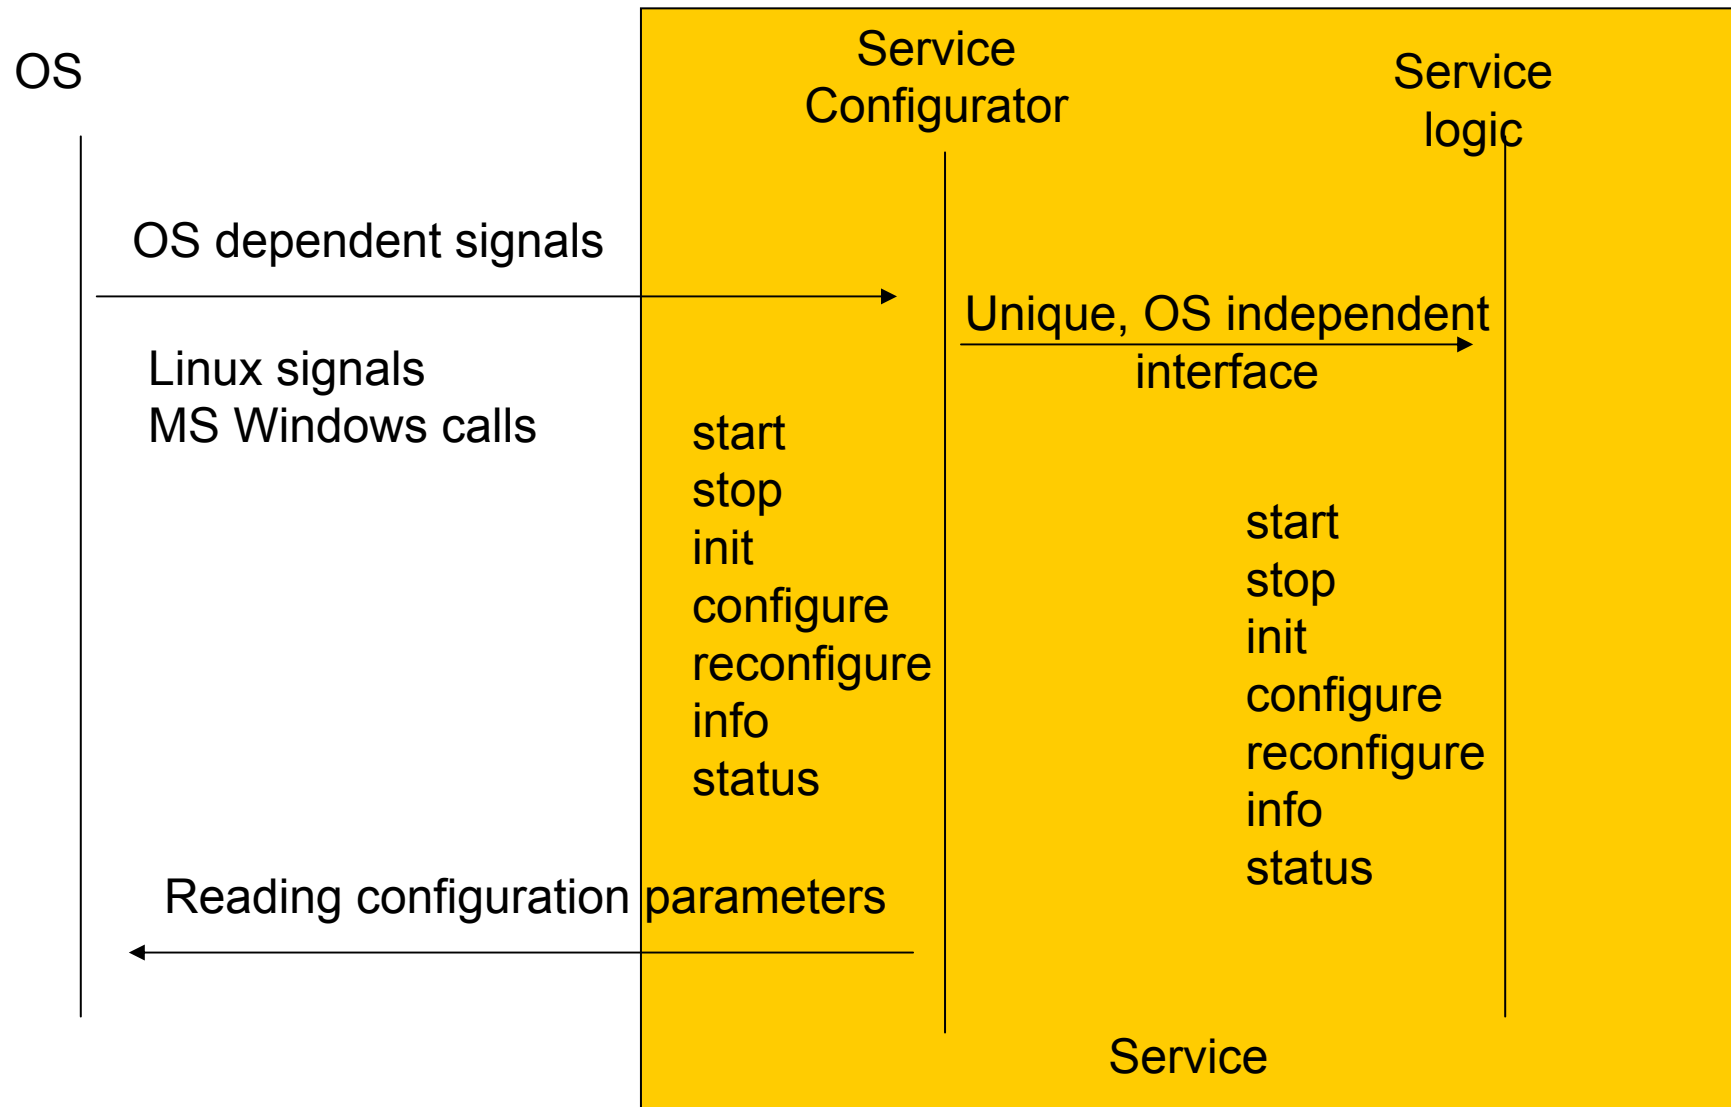 OS
Service
Configurator
Service
logic
OS dependent signals
Unique, OS independent
interface
Linux signals
MS Windows calls
start
stop
init
configure
reconfigure
info
status
start
stop
init
configure
reconfigure
info
status
Reading configuration parameters
Service